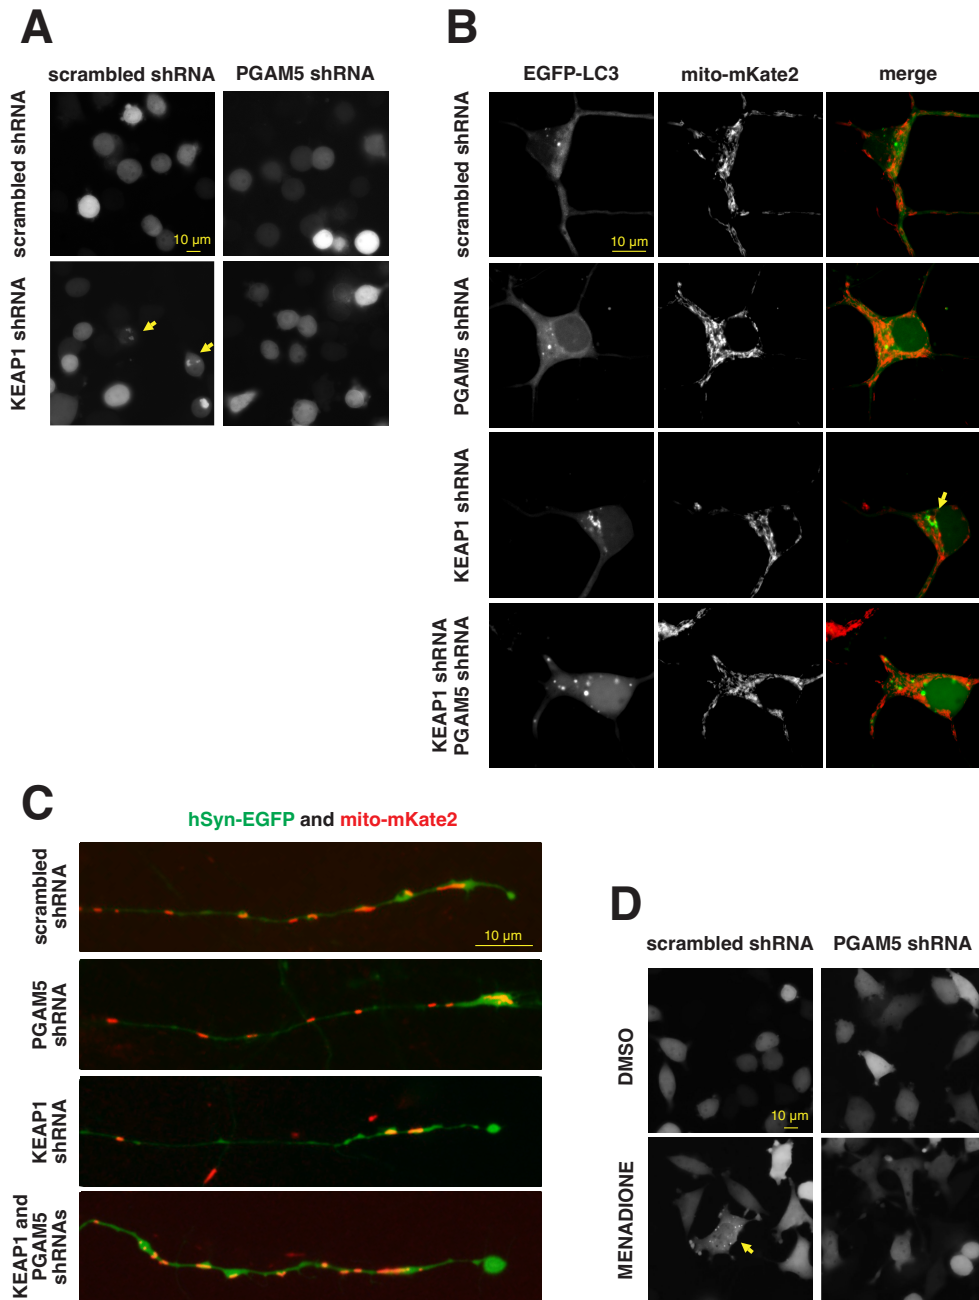 A
scrambled shRNA
PGAM5 shRNA
scrambled shRNA
10 µm
KEAP1 shRNA
B
EGFP-LC3
mito-mKate2
merge
scrambled shRNA
10 µm
PGAM5 shRNA
KEAP1 shRNA
KEAP1 shRNA
PGAM5 shRNA
C
hSyn-EGFP and mito-mKate2
scrambled
shRNA
10 µm
PGAM5
shRNA
KEAP1
shRNA
KEAP1 and
PGAM5
shRNAs
D
scrambled shRNA
PGAM5 shRNA
DMSO
10 µm
MENADIONE